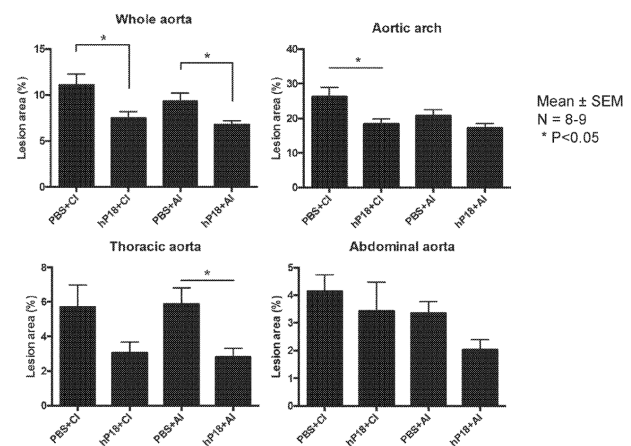 Whole aorta
Lesion area (%)
15
10
5
0
*
*
PBS+CI
hP18+CI
PBS+AI
hP18+AI
Aortic arch
Lesion area (%)
40
30
20
10
0
*
PBS+CI
hP18+CI
PBS+AI
hP18+AI
Mean ± SEM
N = 8-9
* P<0.05
Thoracic aorta
Lesion area (%)
8
6
4
2
0
*
PBS+CI
hP18+CI
PBS+AI
hP18+AI
Abdominal aorta
Lesion area (%)
5
4
3
2
1
0
PBS+CI
hP18+CI
PBS+AI
hP18+AI